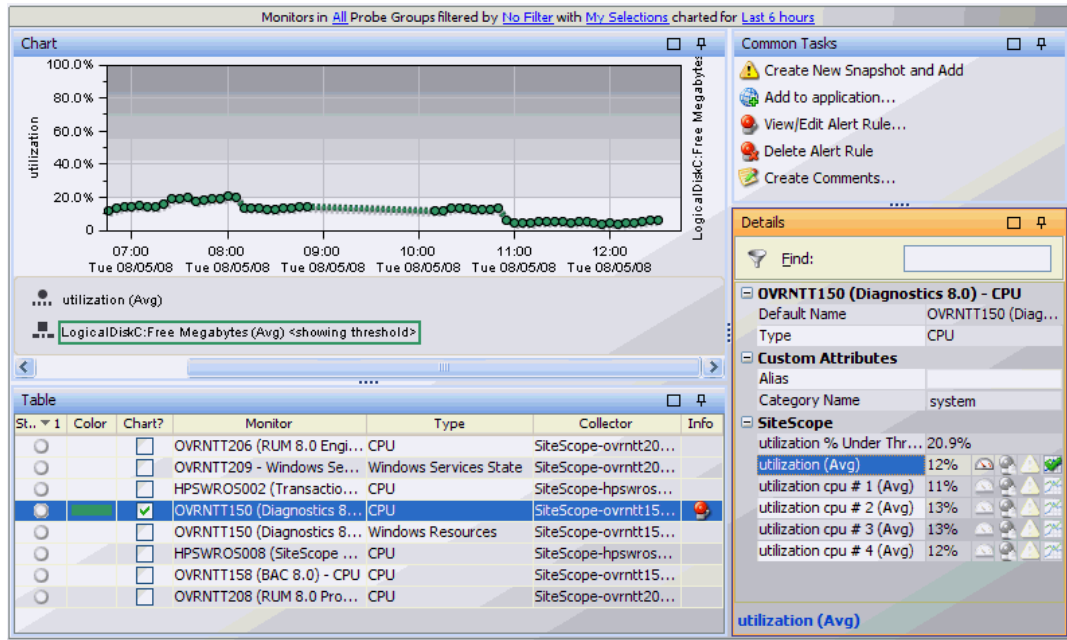 Monitors in All Probe Groups filtered by No Filter with My Selections charted for Last 6 hours
Chart
100.0%
80.0%
60.0%
40.0%
20.0%
0
utilization
LogicalDiskC:Free Megabytes
07:00 08:00 09:00 10:00 11:00 12:00
Tue 08/05/08 Tue 08/05/08 Tue 08/05/08 Tue 08/05/08 Tue 08/05/08 Tue 08/05/08
utilization (Avg)
LogicalDiskC:Free Megabytes (Avg) <showing threshold>
Table
St.. 1 Color Chart? Monitor Type Collector Info
OVRNTT206 (RUM 8.0 Engi... CPU SiteScope-ovrntt20...
OVRNTT209 - Windows Se... Windows Services State SiteScope-ovrntt20...
HPSWROS002 (Transactio... CPU SiteScope-hpswros...
OVRNTT150 (Diagnostics 8... CPU SiteScope-ovrntt15...
OVRNTT150 (Diagnostics 8... Windows Resources SiteScope-ovrntt15...
HPSWROS008 (SiteScope ... CPU SiteScope-hpswros...
OVRNTT158 (BAC 8.0) - CPU CPU SiteScope-ovrntt15...
OVRNTT208 (RUM 8.0 Pro... CPU SiteScope-ovrntt20...
Common Tasks
Create New Snapshot and Add
Add to application...
View/Edit Alert Rule...
Delete Alert Rule
Create Comments...
Details
Find:
OVRNTT150 (Diagnostics 8.0) - CPU
Default Name OVRNTT150 (Diag...
Type CPU
Custom Attributes
Alias
Category Name system
SiteScope
utilization % Under Thr... 20.9%
utilization (Avg) 12%
utilization cpu # 1 (Avg) 11%
utilization cpu # 2 (Avg) 13%
utilization cpu # 3 (Avg) 13%
utilization cpu # 4 (Avg) 12%
utilization (Avg)